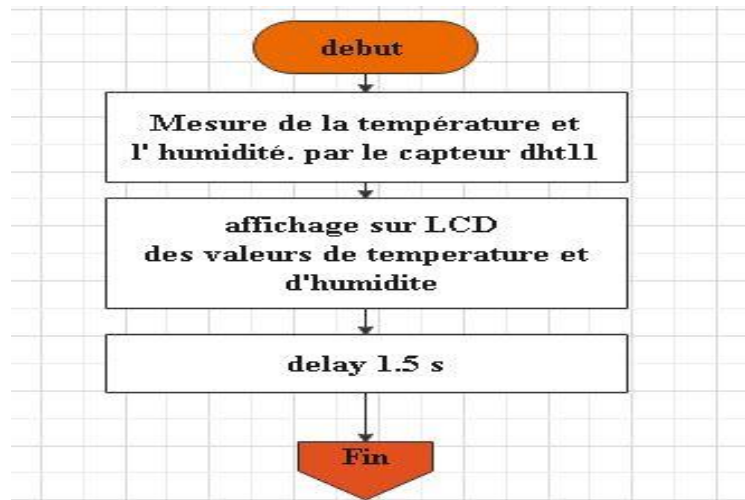 debut
Mesure de la température et
l' humidité. par le capteur dht11
affichage sur LCD
des valeurs de temperature et
d'humidite
delay 1.5 s
Fin